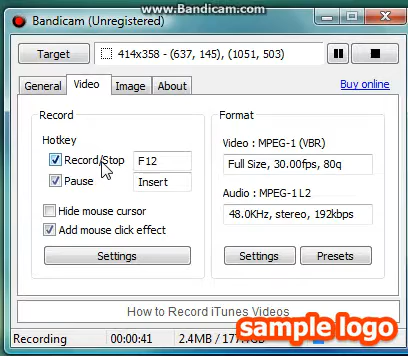 www.Bandicam.com
Bandicam (Unregistered)
Target
414x358 - (637, 145), (1051, 503)
General
Video
Image
About
Buy online
Record
Hotkey
Record/Stop
F12
Pause
Insert
Hide mouse cursor
Add mouse click effect
Settings
Format
Video : MPEG-1 (VBR)
Full Size, 30.00fps, 80q
Audio : MPEG-1 L2
48.0KHz, stereo, 192kbps
Settings
Presets
How to Record iTunes Videos
sample logo
Recording
00:00:41
2.4MB /